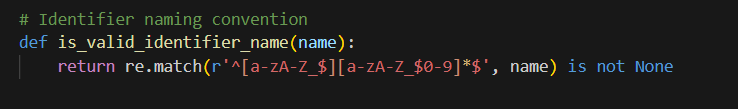 # Identifier naming convention
def is_valid_identifier_name(name):
    return re.match(r'^[a-zA-Z_$][a-zA-Z_$0-9]*$', name) is not None